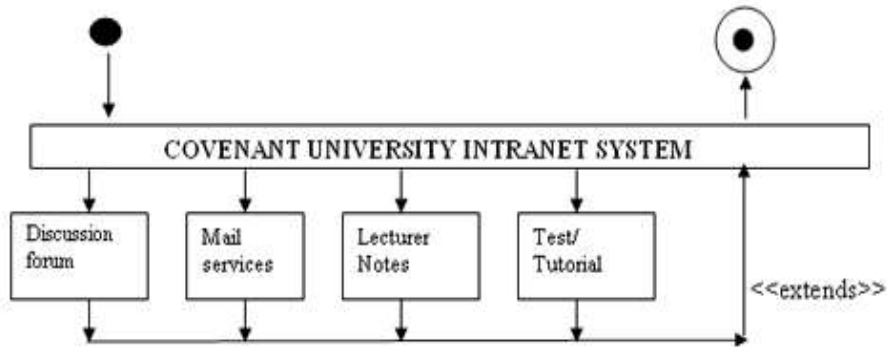 COVENANT UNIVERSITY INTRANET SYSTEM
Discussion
forum
Mail
services
Lecturer
Notes
Test/
Tutorial
<<extends>>